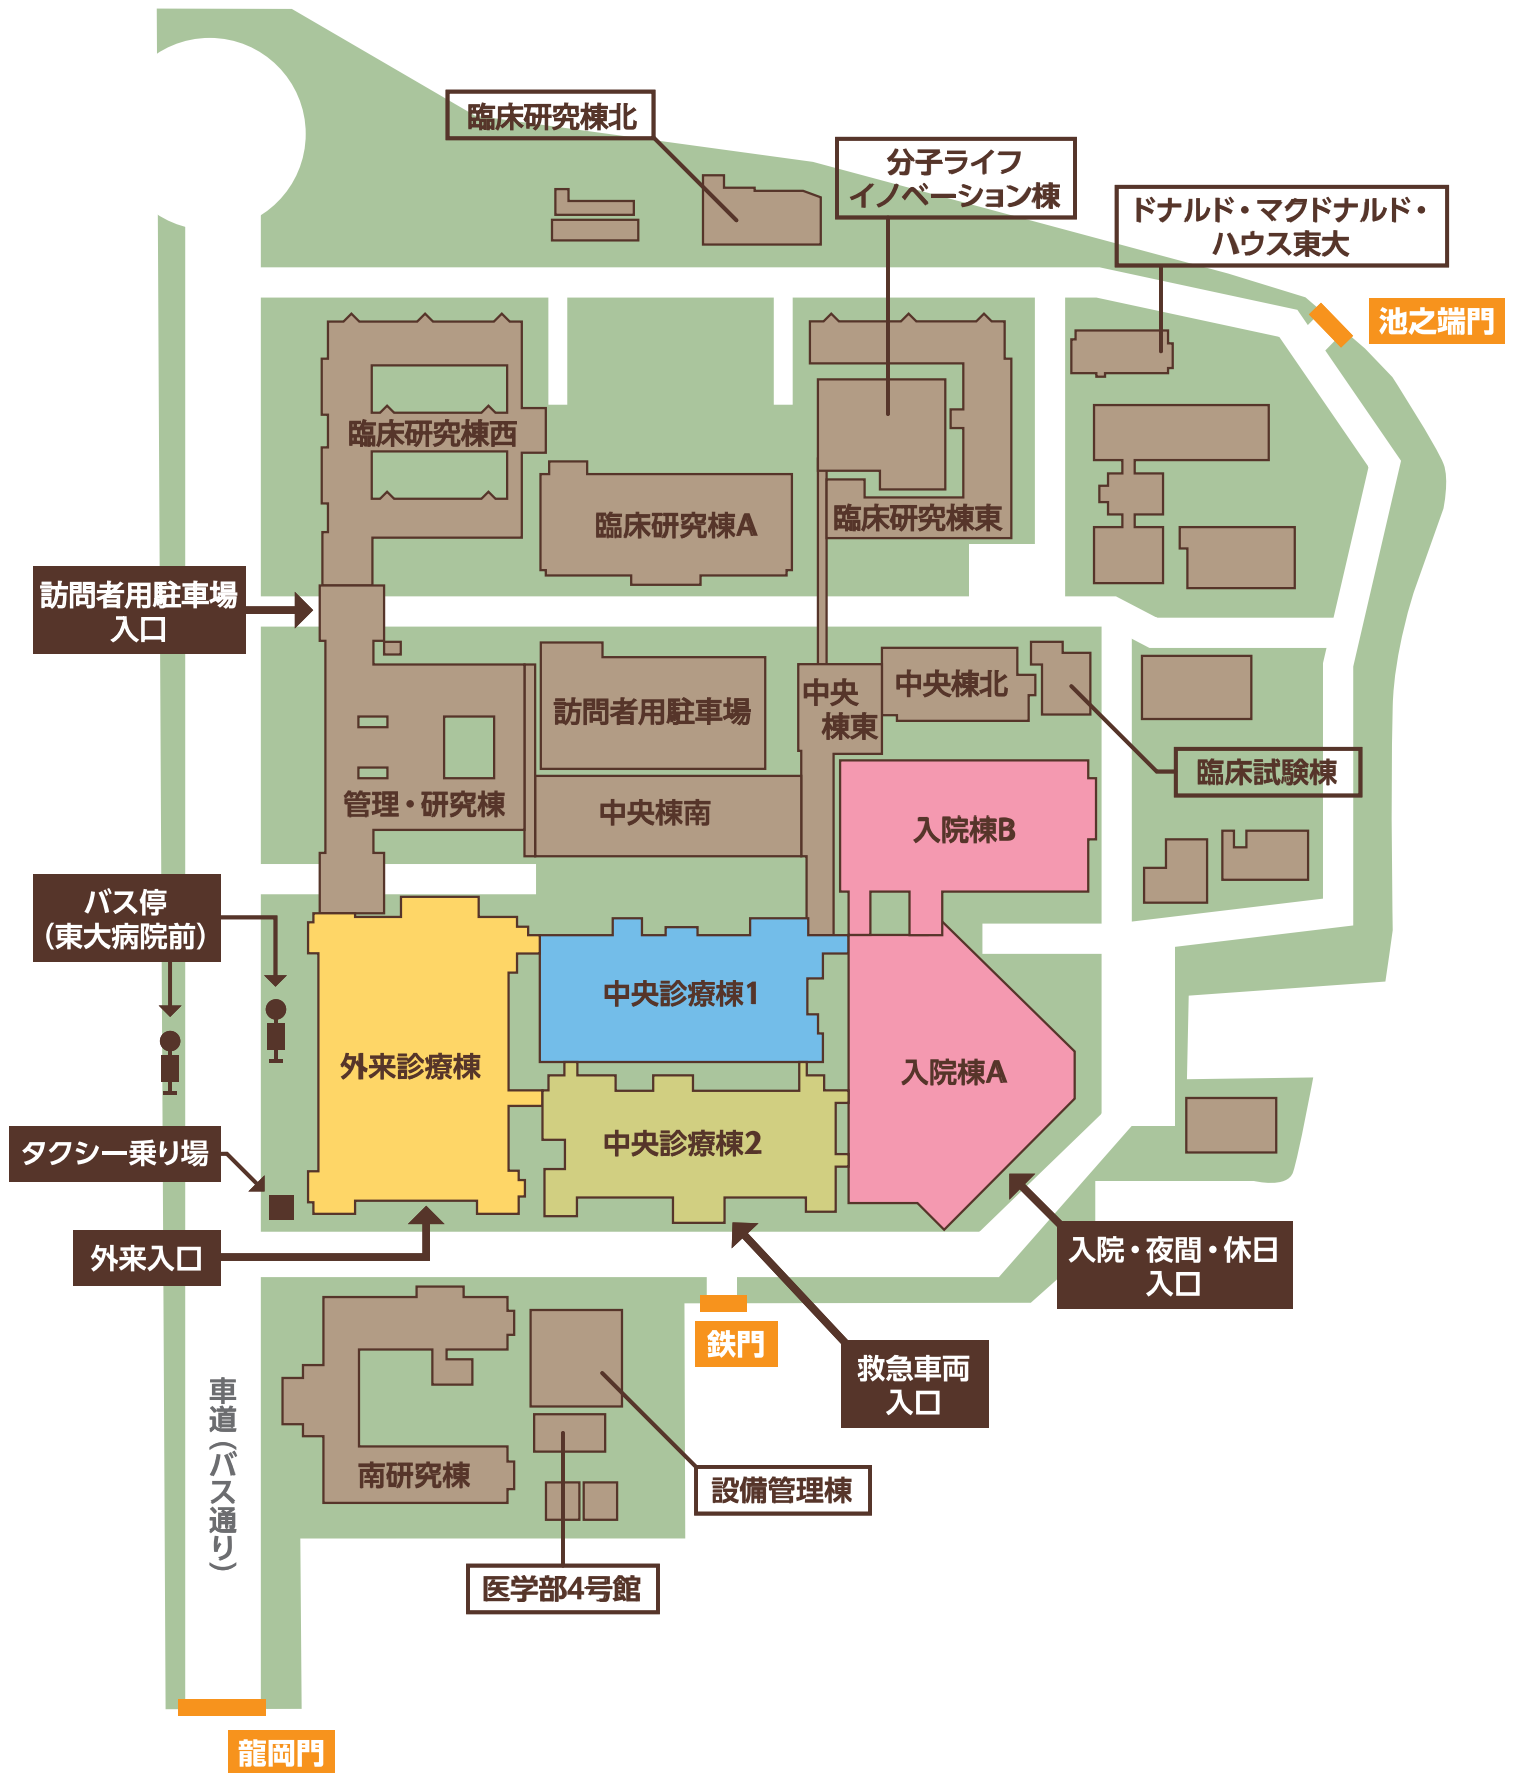 臨床研究棟北
分子ライフ
イノベーション棟
ドナルド・マクドナルド・
ハウス東大
池之端門
臨床研究棟西
臨床研究棟A
臨床研究棟東
訪問者用駐車場
入口
訪問者用駐車場
中央
棟東
中央棟北
臨床試験棟
管理・研究棟
中央棟南
入院棟B
バス停
（東大病院前）
中央診療棟1
外来診療棟
入院棟A
中央診療棟2
タクシー乗り場
外来入口
入院・夜間・休日
入口
鉄門
救急車両
入口
車道（バス通り）
南研究棟
設備管理棟
医学部4号館
龍岡門